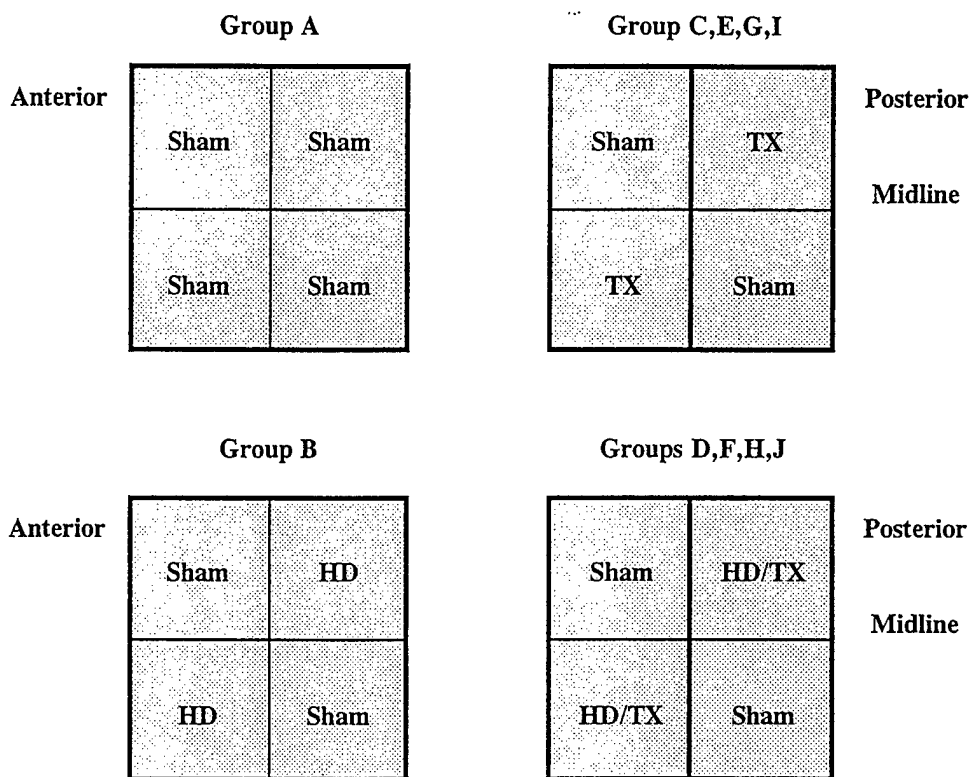 Group A
Group C,E,G,I
Anterior
Posterior
Sham Sham
Sham TX
Midline
Sham Sham
TX Sham
Group B
Groups D,F,H,J
Anterior
Posterior
Sham HD
Sham HD/TX
Midline
HD Sham
HD/TX Sham